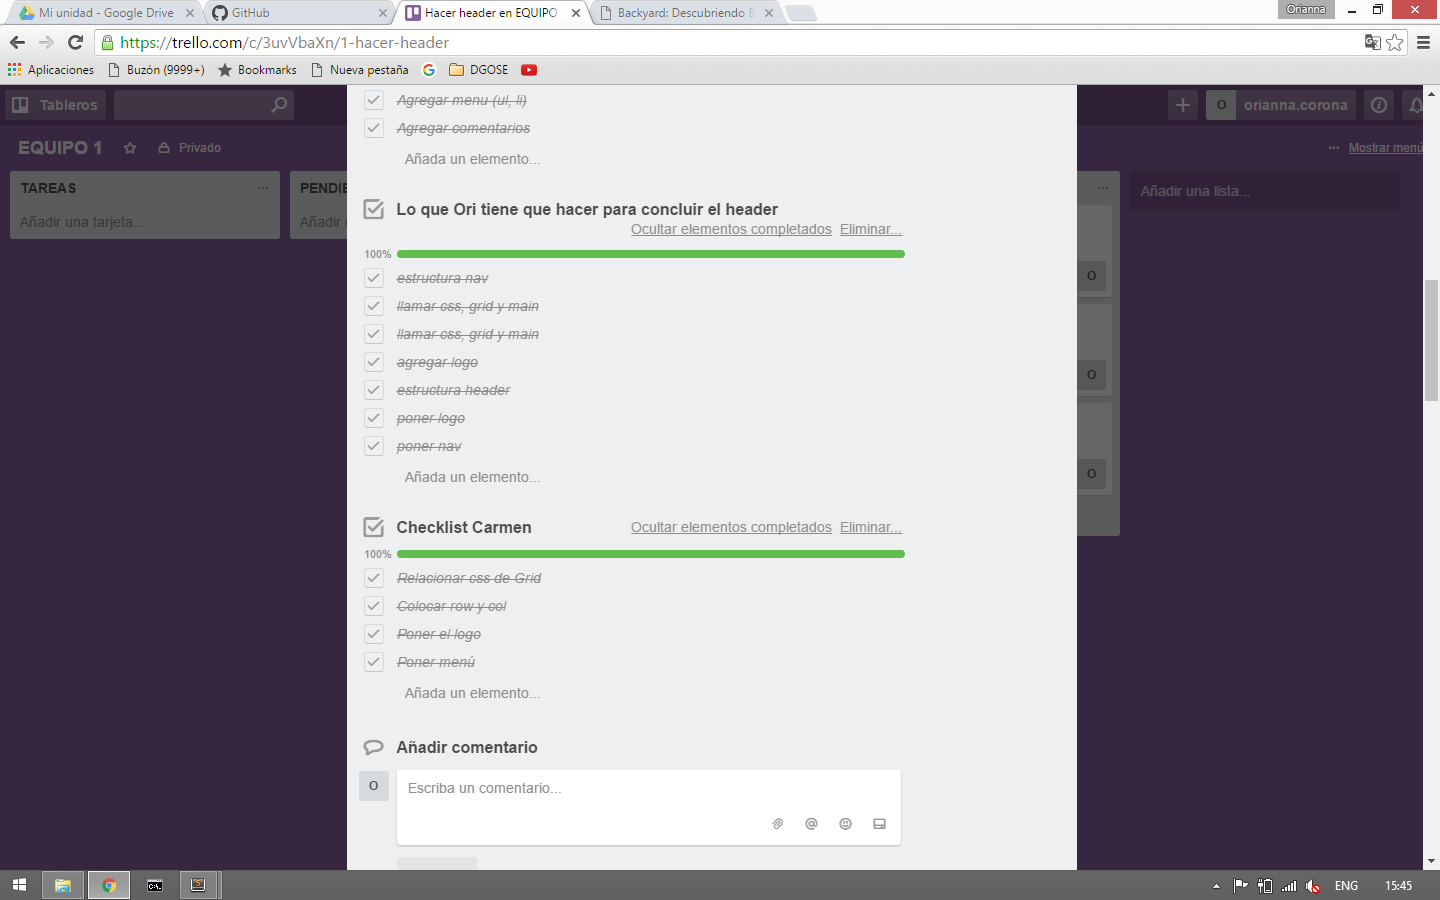 Mi unidad - Google Drive
GitHub
Hacer header en EQUIPO
Backyard: Descubriendo
Orianna
https://trello.com/c/3uvVbaXn/1-hacer-header
Aplicaciones
Buzón (9999+)
Bookmarks
Nueva pestaña
DGOSE
Tableros
O
orianna.corona
EQUIPO 1
Privado
Mostrar menú
TAREAS
Añadir una tarjeta...
PENDIE
Añadir
Añadir una lista...
O
O
O
Agregar menu (ul, li)
Agregar comentarios
Añada un elemento...
Lo que Ori tiene que hacer para concluir el header
Ocultar elementos completados Eliminar...
100%
estructura nav
llamar css, grid y main
llamar css, grid y main
agregar logo
estructura header
poner logo
poner nav
Añada un elemento...
Checklist Carmen
Ocultar elementos completados Eliminar...
100%
Relacionar css de Grid
Colocar row y col
Poner el logo
Poner menú
Añada un elemento...
Añadir comentario
O
Escriba un comentario...
ENG
15:45